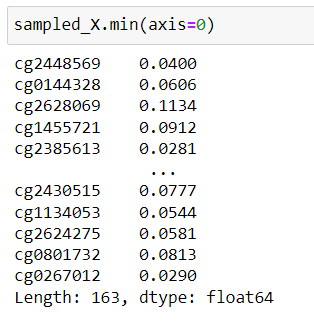 sampled_X.min(axis=0)
cg2448569    0.0400
cg0144328    0.0606
cg2628069    0.1134
cg1455721    0.0912
cg2385613    0.0281
...
cg2430515    0.0777
cg1134053    0.0544
cg2624275    0.0581
cg0801732    0.0813
cg0267012    0.0290
Length: 163, dtype: float64